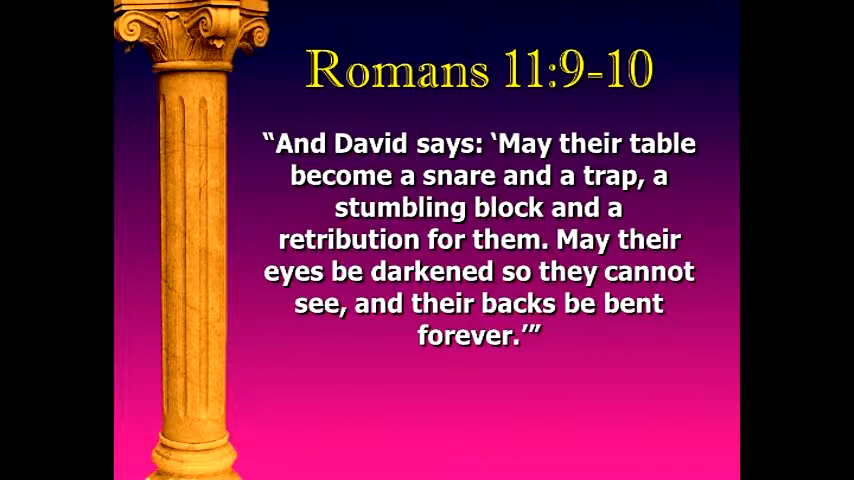 Romans 11:9-10
“And David says: ‘May their table
become a snare and a trap, a
stumbling block and a
retribution for them. May their
eyes be darkened so they cannot
see, and their backs be bent
forever.’”